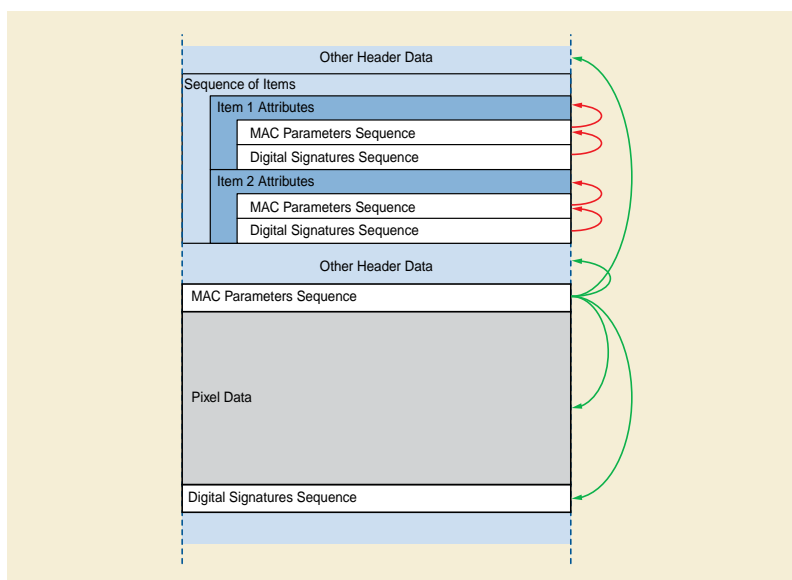 Other Header Data
Sequence of Items
Item 1 Attributes
MAC Parameters Sequence
Digital Signatures Sequence
Item 2 Attributes
MAC Parameters Sequence
Digital Signatures Sequence
Other Header Data
MAC Parameters Sequence
Pixel Data
Digital Signatures Sequence